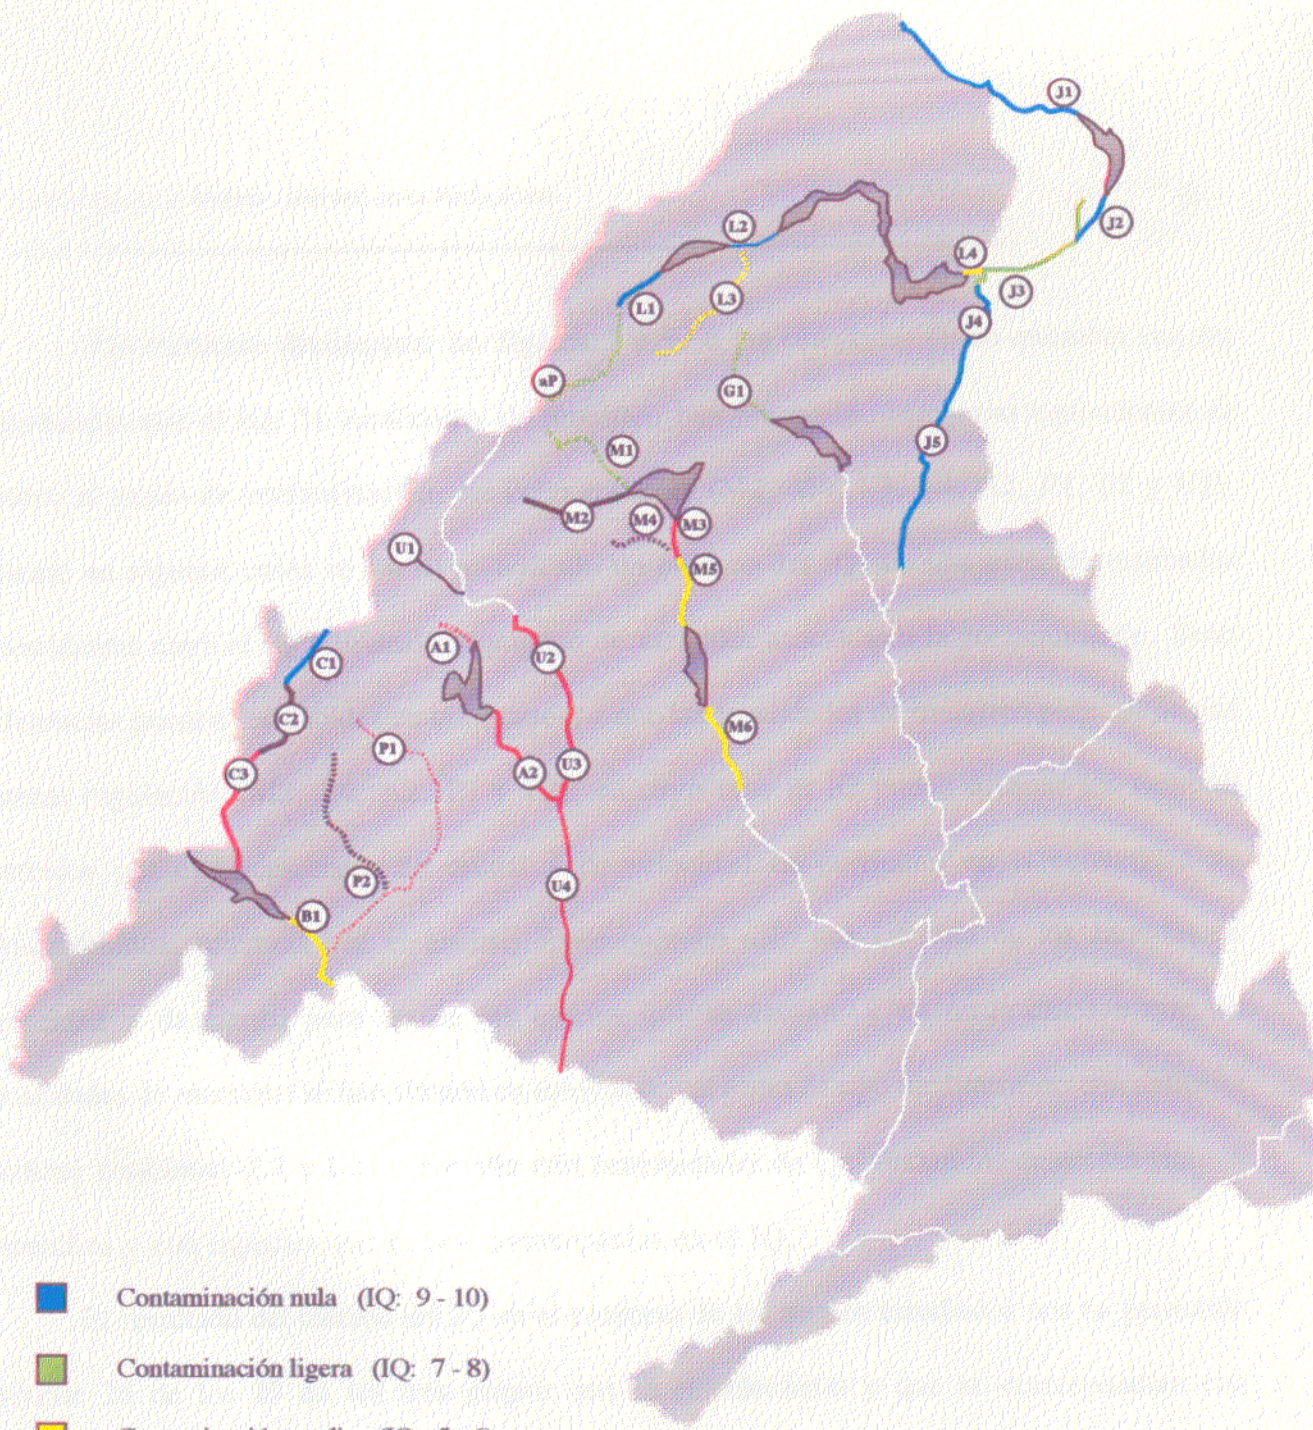 J1
J2
L2
L4
J3
L3
L1
J4
aP
G1
J5
M1
M2
M4
M3
U1
M5
A1
U2
C1
C2
M6
P1
C3
A2
U3
P2
U4
B1
Contaminación nula (IQ: 9 - 10)
Contaminación ligera (IQ: 7 - 8)